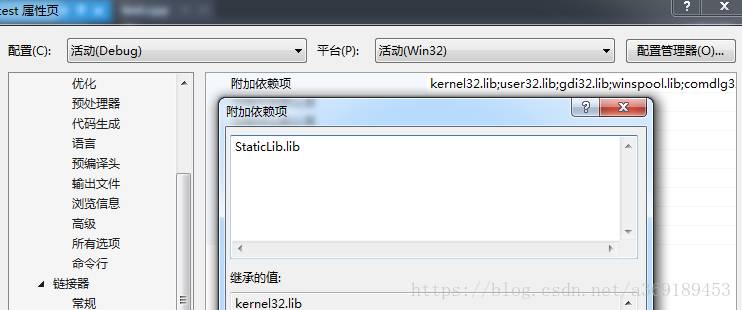 test 属性页
配置(C): 活动(Debug) 平台(P): 活动(Win32) 配置管理器(O)...
优化
预处理器
代码生成
语言
预编译头
输出文件
浏览信息
高级
所有选项
命令行
链接器
常规
附加依赖项 kernel32.lib;user32.lib;gdi32.lib;winspool.lib;comdlg3
附加依赖项
StaticLib.lib
继承的值:
kernel32.lib
https://blog.csdn.net/a369189453